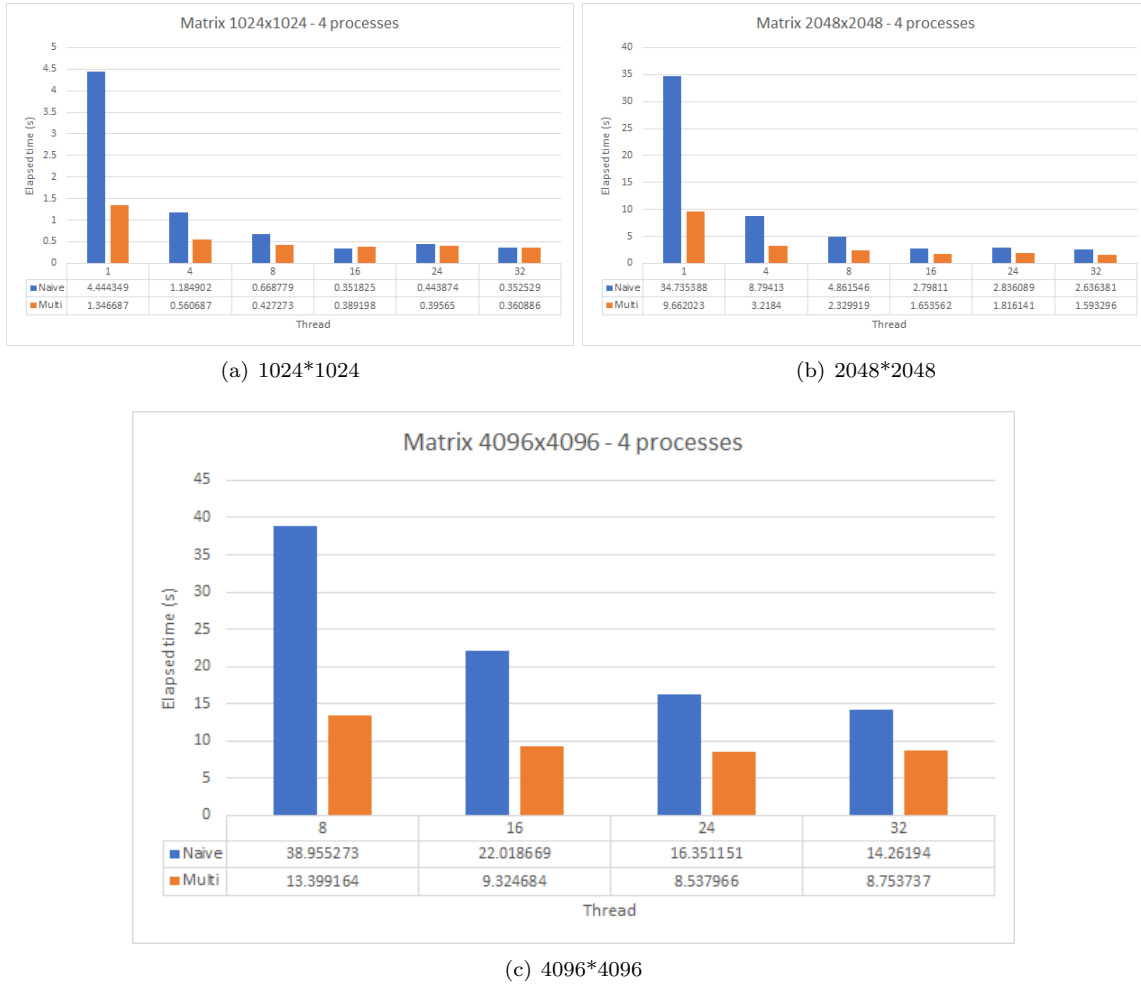 Matrix 1024x1024 - 4 processes
5
4.5
4
3.5
3
2.5
2
1.5
1
0.5
0
Elapsed time (s)
1 4 8 16 24 32
Naive 4.444349 1.184902 0.668779 0.351825 0.443874 0.352529
Multi 1.346687 0.560687 0.427273 0.389198 0.39565 0.360886
Thread
(a) 1024*1024
Matrix 2048x2048 - 4 processes
40
35
30
25
20
15
10
5
0
Elapsed time (s)
1 4 8 16 24 32
Naive 34.735388 8.79413 4.861546 2.79811 2.836089 2.636381
Multi 9.662023 3.2184 2.329919 1.653562 1.816141 1.593296
Thread
(b) 2048*2048
Matrix 4096x4096 - 4 processes
45
40
35
30
25
20
15
10
5
0
Elapsed time (s)
8 16 24 32
Naive 38.955273 22.018669 16.351151 14.26194
Multi 13.399164 9.324684 8.537966 8.753737
Thread
(c) 4096*4096